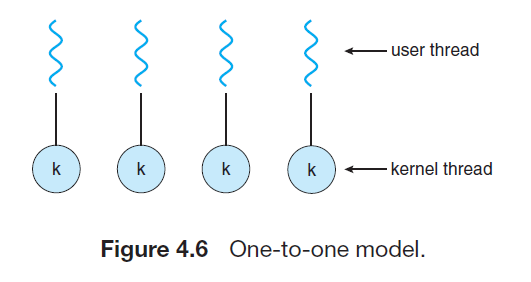 user thread
k k k k
kernel thread
Figure 4.6 One-to-one model.